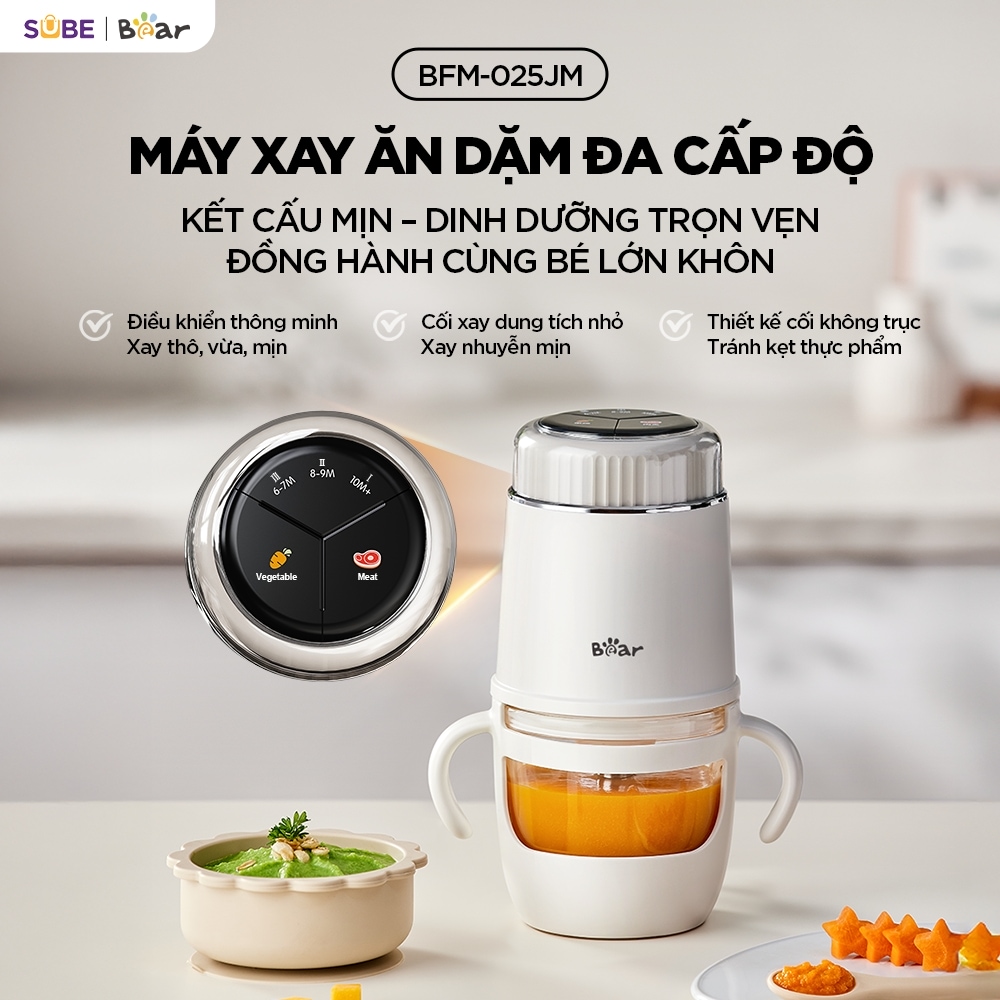 SUBE | Bear
BFM-025JM
MÁY XAY ĂN DẶM ĐA CẤP ĐỘ
KẾT CẤU MỊN – DINH DƯỠNG TRỌN VẸN
ĐỒNG HÀNH CÙNG BÉ LỚN KHÔN
Điều khiển thông minh
Xay thô, vừa, mịn
Cối xay dung tích nhỏ
Xay nhuyễn mịn
Thiết kế cối không trục
Tránh kẹt thực phẩm
III II I
6-7M 8-9M 10M+
Vegetable Meat
Bear